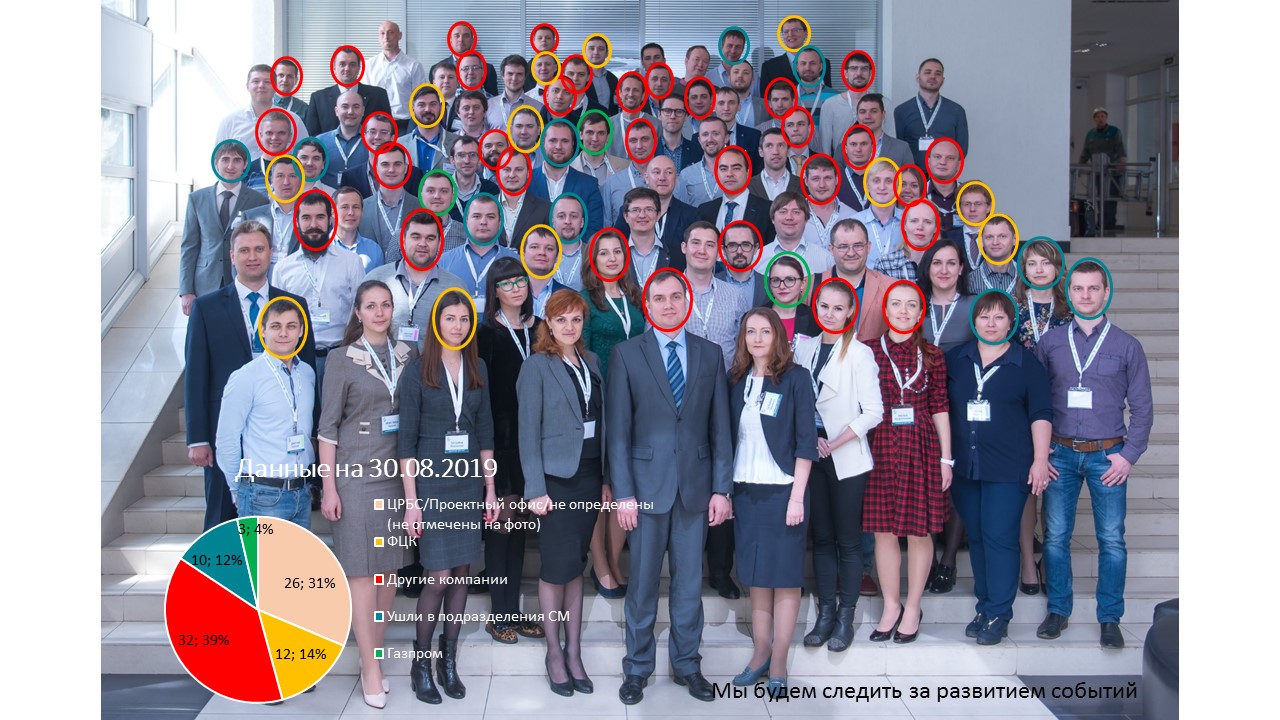 Данные на 30.08.2019
ЦРБС/Проектный офис/не определены
(не отмечены на фото)
ФЦК
Другие компании
Ушли в подразделения СМ
Газпром
3; 4%
10; 12%
26; 31%
32; 39%
12; 14%
Мы будем следить за развитием событий